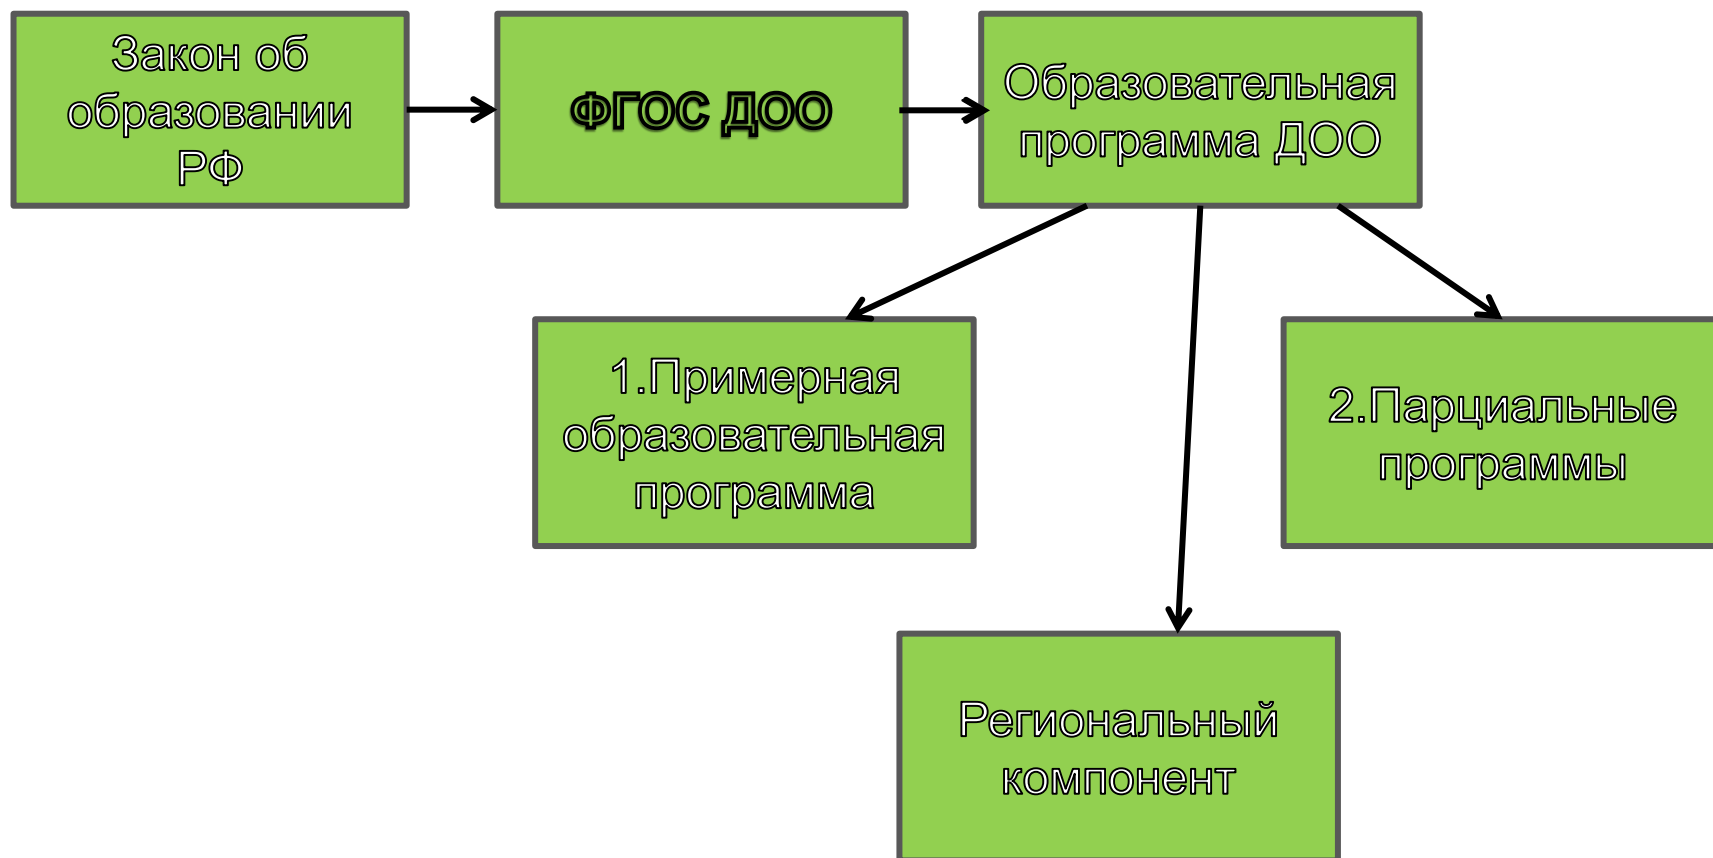 Закон об
образовании
РФ
ФГОС ДОО
Образовательная
программа ДОО
1.Примерная
образовательная
программа
2.Парциальные
программы
Региональный
компонент